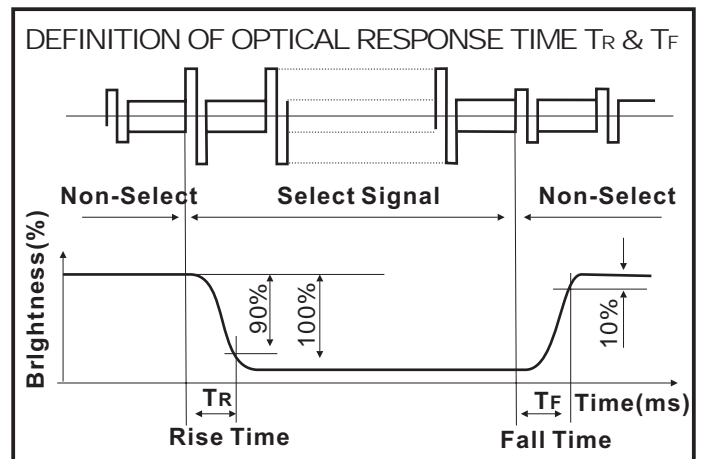 DEFINITION OF OPTICAL RESPONSE TIME TR & TF
Non-Select
Select Signal
Non-Select
BrIghtness(%)
90%
100%
10%
TR
TF
Time(ms)
Rise Time
Fall Time